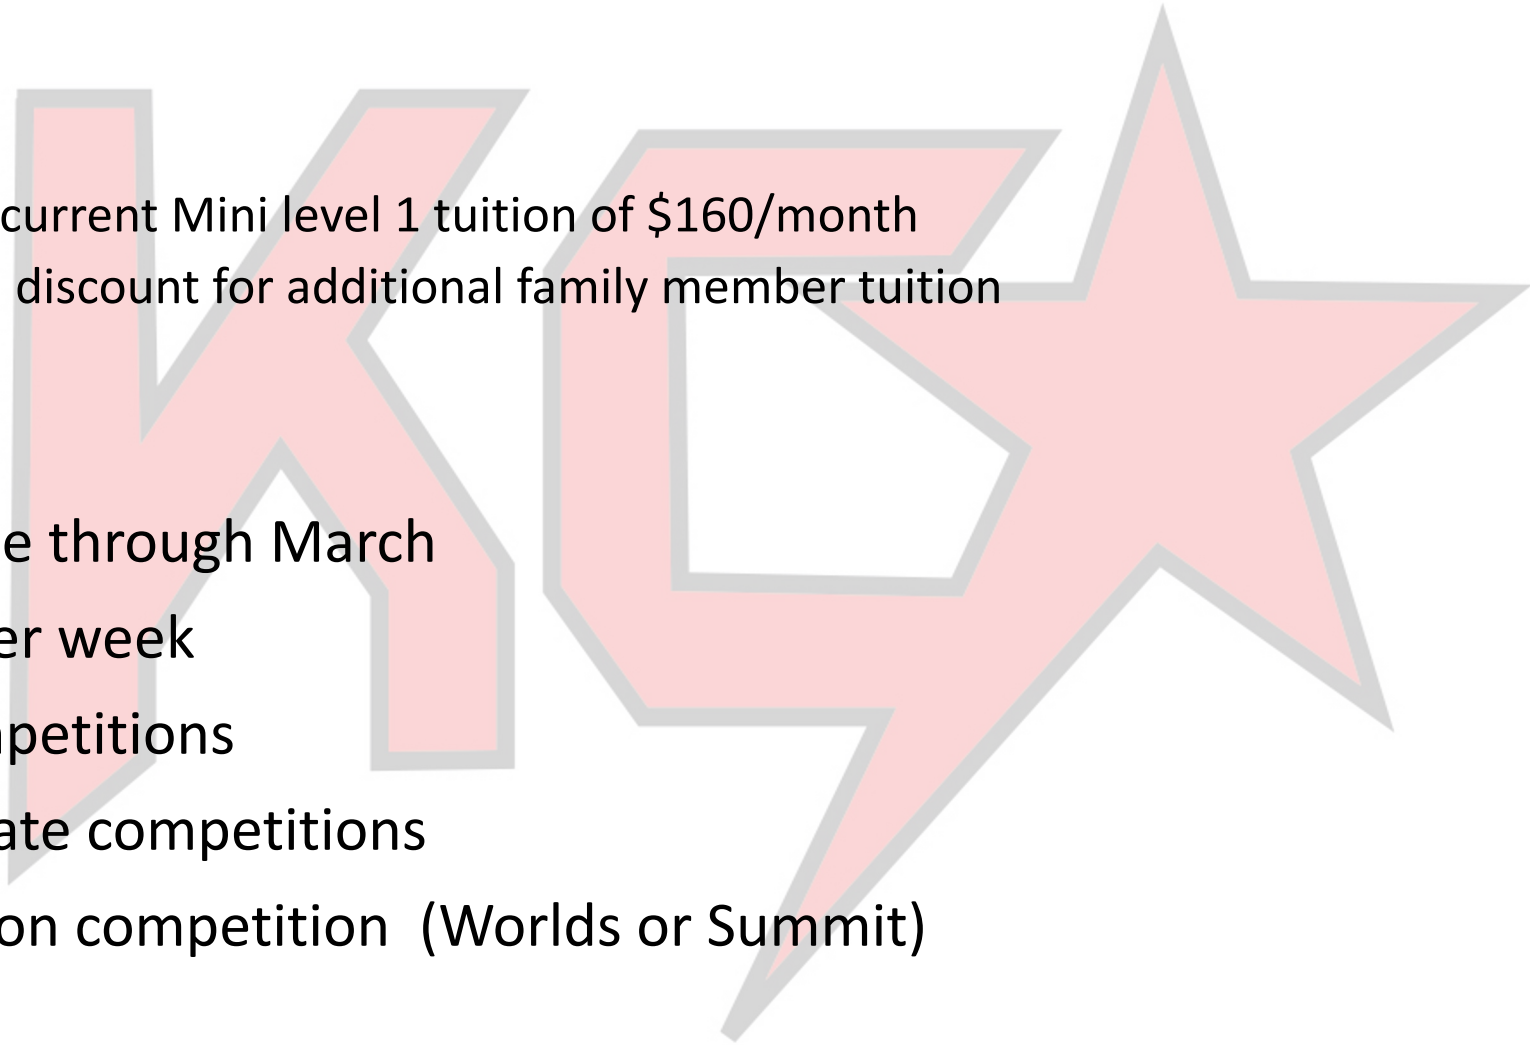 current Mini level 1 tuition of $160/month
discount for additional family member tuition
e through March
er week
petitions
ate competitions
on competition (Worlds or Summit)
KC